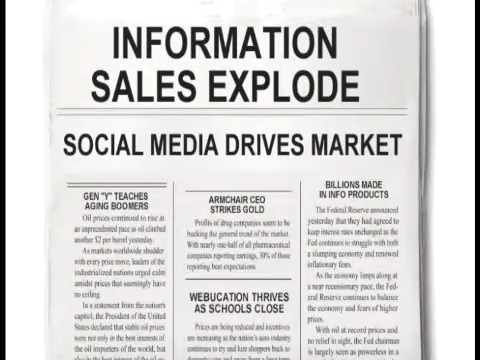 INFORMATION
SALES EXPLODE
SOCIAL MEDIA DRIVES MARKET
GEN "Y" TEACHES
AGING BOOMERS
Oil prices continued to rise at
an unprecedented pace as oil climbed
another $2 per barrel yesterday.
As markets worldwide shudder
with every price move, leaders of the
industrialized nations urged calm
amidst prices that seemingly have
no ceiling.
In a statement from the nation's
capitol, the President of the United
States declared that stable oil prices
were not only in the best interests of
the oil importers of the world, but
also in the best interest of the oil
ARMCHAIR CEO
STRIKES GOLD
Profits of drug companies seem to be
bucking the general trend of the market.
With nearly one-half of all pharmaceutical
companies reporting earnings, 30% of those
reporting beat expectations.
WEBUCATION THRIVES
AS SCHOOLS CLOSE
Prices are being reduced and incentives
are increasing as the nation's auto industry
continues to try and lure shoppers back to
BILLIONS MADE
IN INFO PRODUCTS
The Federal Reserve announced
yesterday that they had agreed to
keep interest rates unchanged as the
Fed continues to struggle with both
a slumping economy and renewed
inflationary fears.
As the economy limps along at
a near recessionary pace, the Fed-
eral Reserve continues to balance
the economy and fears of higher
prices.
With oil at record prices and
no relief in sight, the Fed chairman
is largely seen as powerless in a